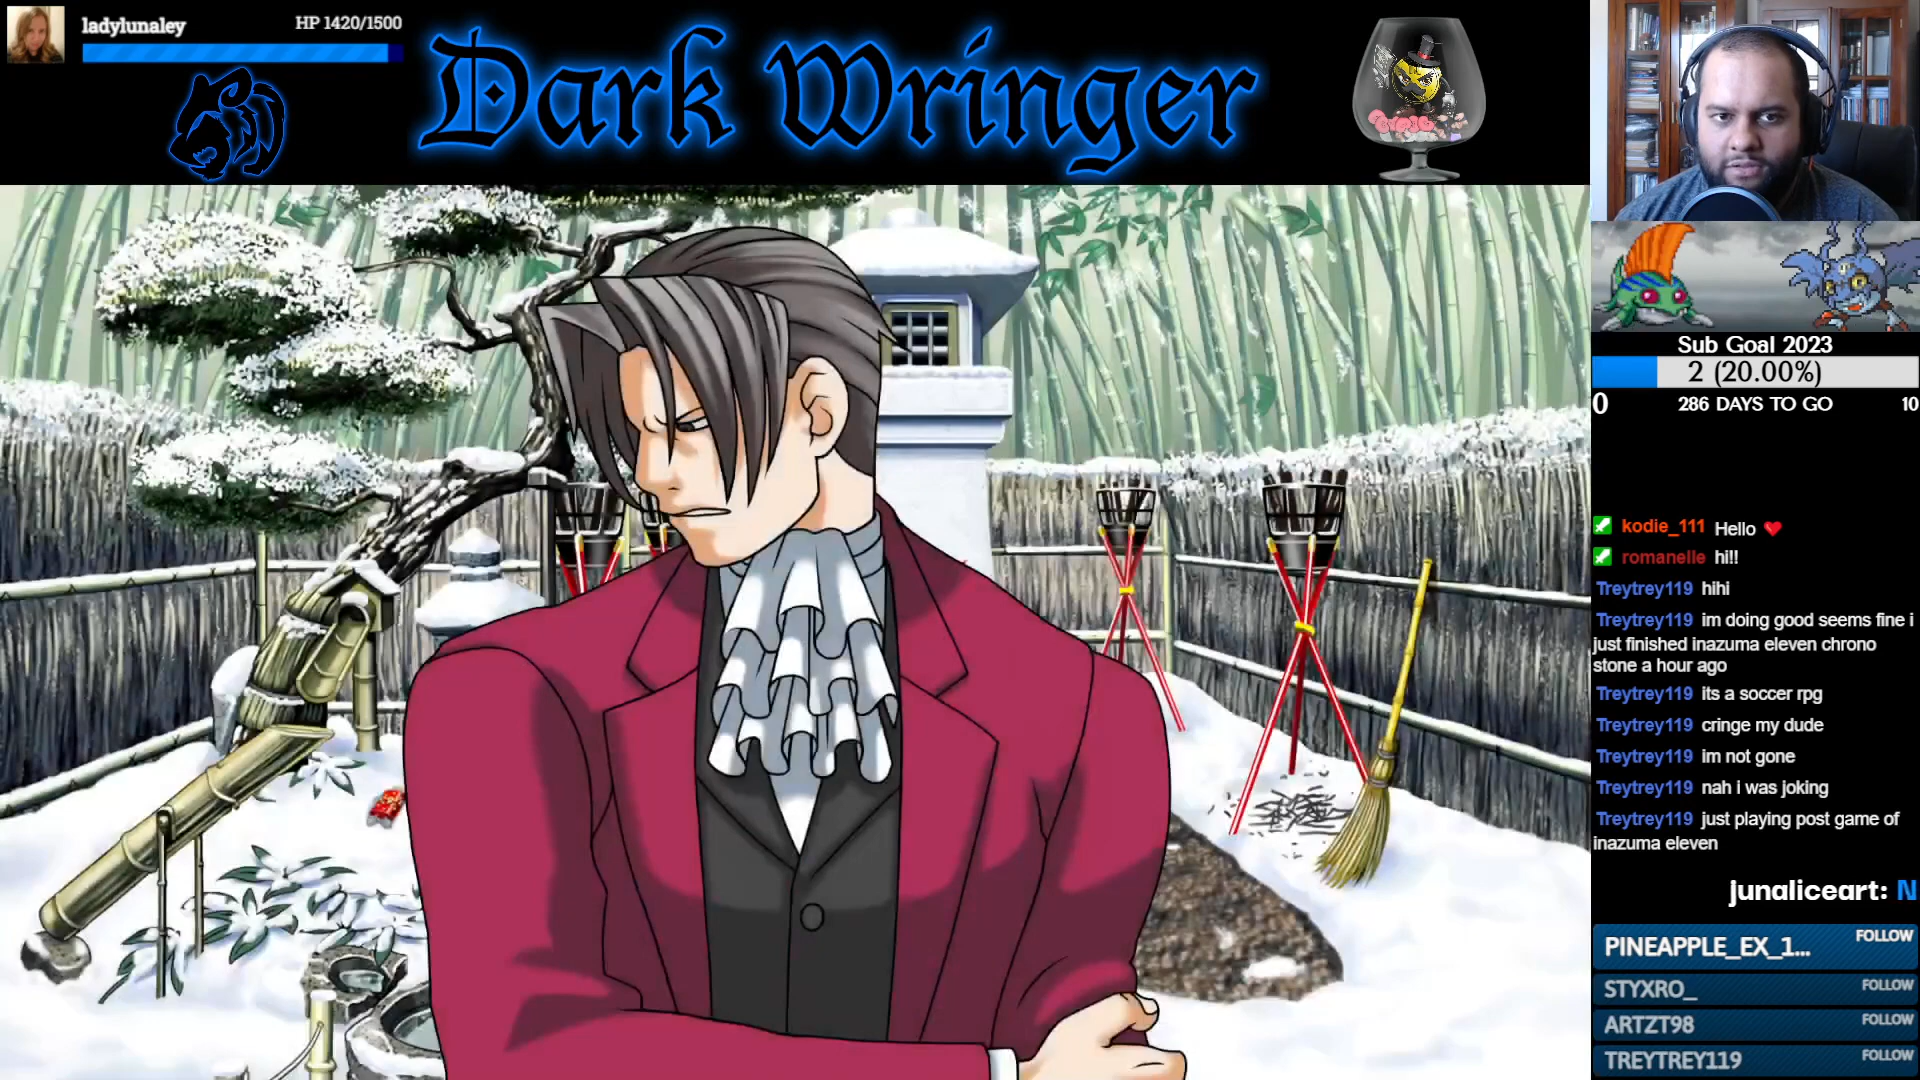 ladylunaley
HP 1420/1500
Dark Wringer
Sub Goal 2023
2 (20.00%)
0
286 DAYS TO GO
10
kodie_111 Hello
romanelle hi!!
Treytrey119 hihi
Treytrey119 im doing good seems fine i
just finished inazuma eleven chrono
stone a hour ago
Treytrey119 its a soccer rpg
Treytrey119 cringe my dude
Treytrey119 im not gone
Treytrey119 nah i was joking
Treytrey119 just playing post game of
inazuma eleven
junaliceart: N
PINEAPPLE_EX_1... FOLLOW
STYXRO_ FOLLOW
ARTZT98 FOLLOW
TREYTREY119 FOLLOW